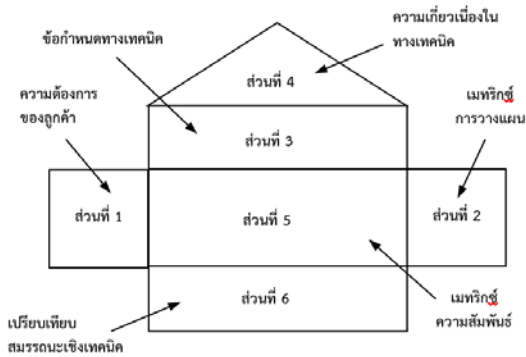 ความเกี่ยวเนื่องใน
ทางเทคนิค
ข้อกำหนดทางเทคนิค
ส่วนที่ 4
ความต้องการ
ของลูกค้า
เมทริกซ์
การวางแผน
ส่วนที่ 3
ส่วนที่ 1
ส่วนที่ 5
ส่วนที่ 2
ส่วนที่ 6
เมทริกซ์
ความสัมพันธ์
เปรียบเทียบ
สมรรถนะเชิงเทคนิค